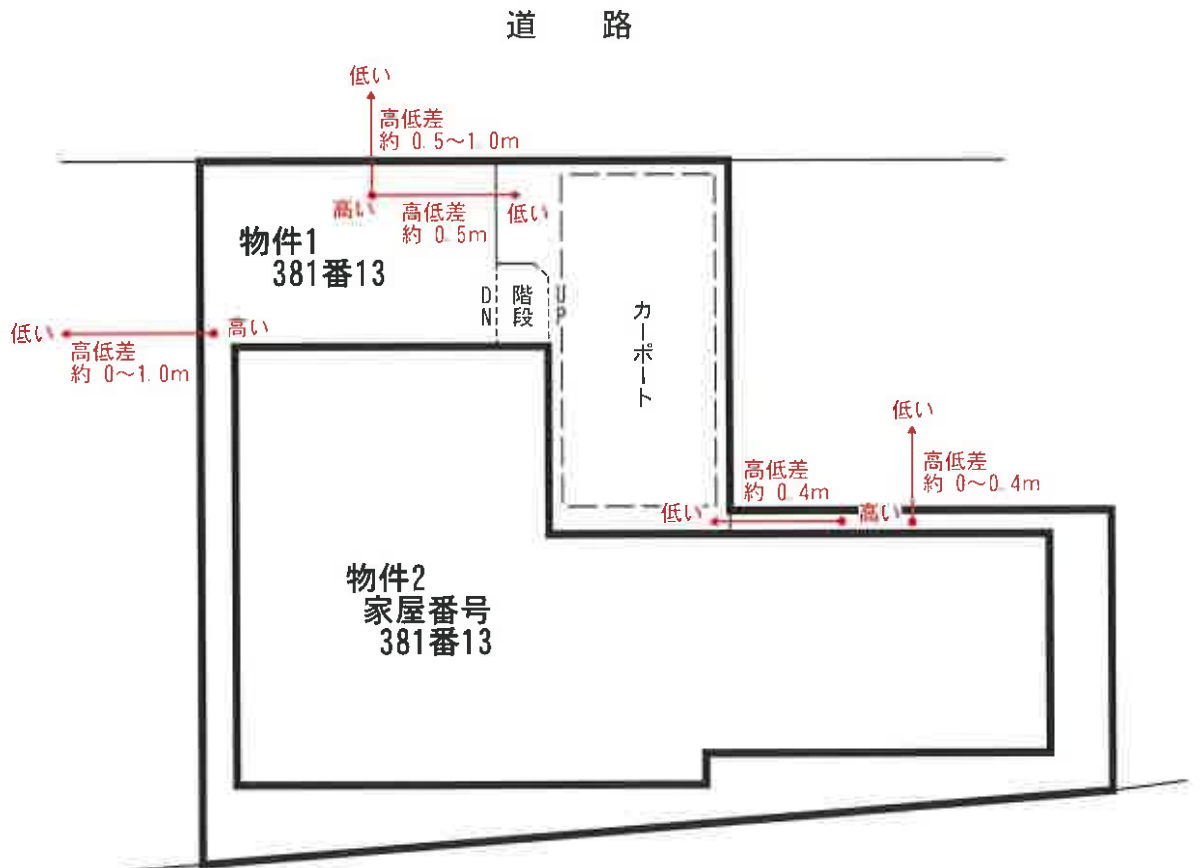 道 路
低い
高低差
約 0.5～1.0m
高い
高低差
約 0.5m
低い
物件1
381番13
DN
階段
UP
カーポート
低い
高い
高低差
約 0～1.0m
低い
高低差
約 0.4m
高低差
約 0～0.4m
低い
高い
物件2
家屋番号
381番13